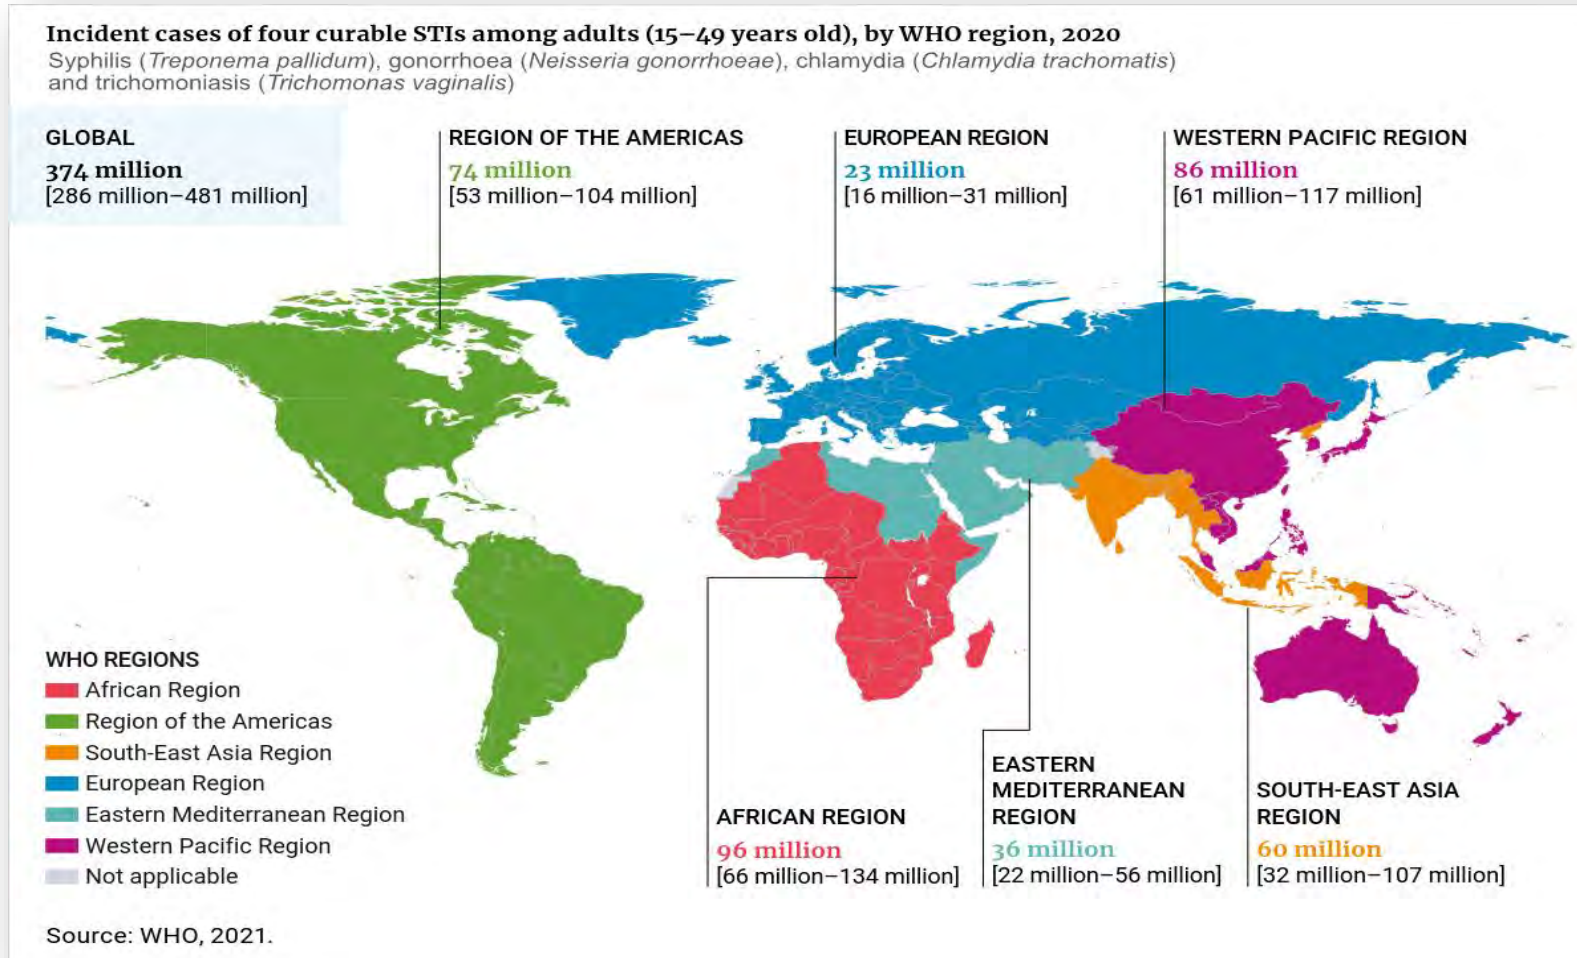 Incident cases of four curable STIs among adults (15–49 years old), by WHO region, 2020
Syphilis (Treponema pallidum), gonorrhoea (Neisseria gonorrhoeae), chlamydia (Chlamydia trachomatis)
and trichomoniasis (Trichomonas vaginalis)
GLOBAL
374 million
[286 million–481 million]
REGION OF THE AMERICAS
74 million
[53 million–104 million]
EUROPEAN REGION
23 million
[16 million–31 million]
WESTERN PACIFIC REGION
86 million
[61 million–117 million]
WHO REGIONS
African Region
Region of the Americas
South-East Asia Region
European Region
Eastern Mediterranean Region
Western Pacific Region
Not applicable
AFRICAN REGION
96 million
[66 million–134 million]
EASTERN
MEDITERRANEAN
REGION
36 million
[22 million–56 million]
SOUTH-EAST ASIA
REGION
60 million
[32 million–107 million]
Source: WHO, 2021.